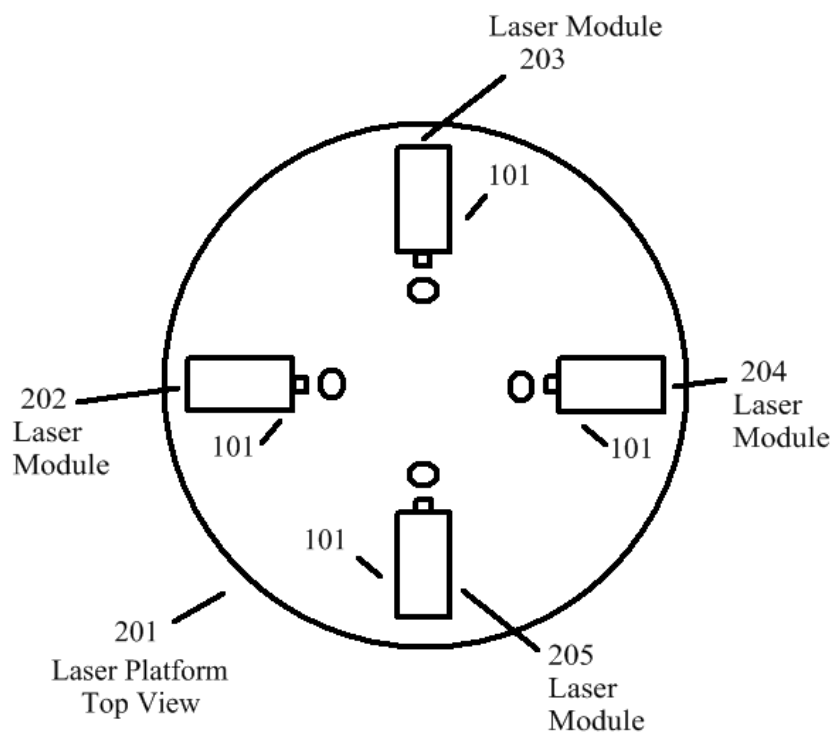 Laser Module
203
101
202
Laser
Module
101
204
Laser
Module
101
101
201
Laser Platform
Top View
205
Laser
Module